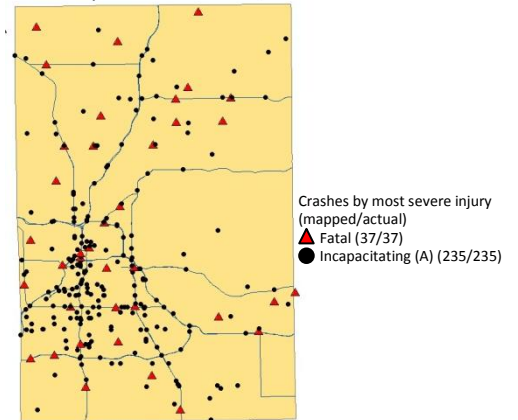 Crashes by most severe injury
(mapped/actual)
Fatal (37/37)
Incapacitating (A) (235/235)